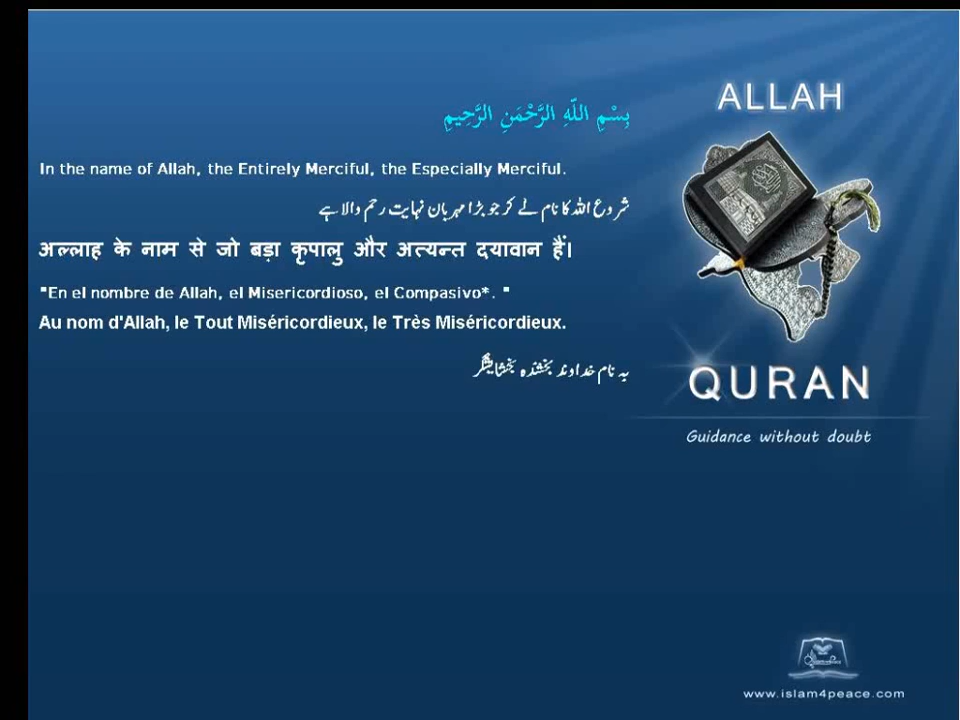 بِسْمِ اللَّهِ الرَّحْمَنِ الرَّحِيمِ
In the name of Allah, the Entirely Merciful, the Especially Merciful.
شروع الله کا نام لے کر جو بڑا مہربان نہایت رحم والا ہے
अल्लाह के नाम से जो बड़ा कृपालु और अत्यन्त दयावान हैं।
"En el nombre de Allah, el Misericordioso, el Compasivo*. "
Au nom d'Allah, le Tout Miséricordieux, le Très Miséricordieux.
به نام خداوند بخشنده بخشایشگر
ALLAH
QURAN
Guidance without doubt
www.islam4peace.com